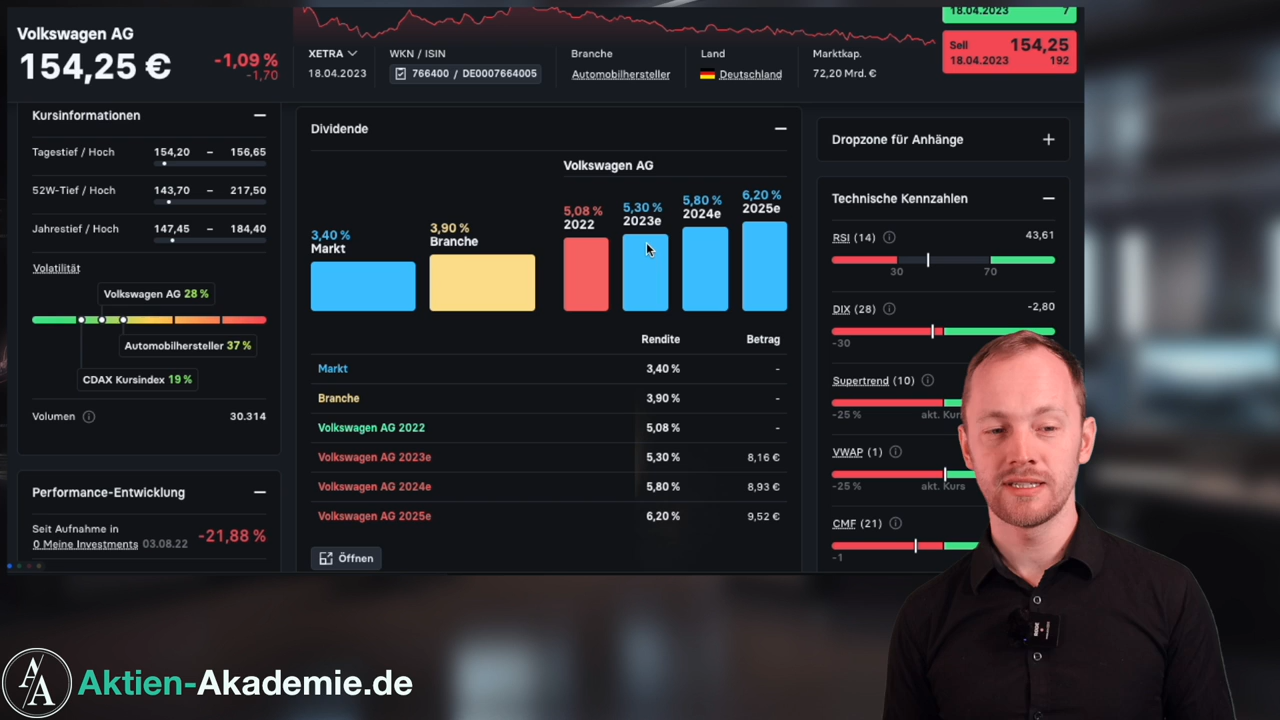 Volkswagen AG
154,25 €
-1,09 %
-1,70
XETRA
18.04.2023
WKN / ISIN
766400 / DE0007664005
Branche
Automobilhersteller
Land
Deutschland
Marktkap.
72,20 Mrd. €
18.04.2023 7
Sell 154,25
18.04.2023 192
Kursinformationen
Tagestief / Hoch 154,20 – 156,65
52W-Tief / Hoch 143,70 – 217,50
Jahrestief / Hoch 147,45 – 184,40
Volatilität
Volkswagen AG 28 %
Automobilhersteller 37 %
CDAX Kursindex 19 %
Volumen 30.314
Performance-Entwicklung
Seit Aufnahme in
0 Meine Investments 03.08.22
-21,88 %
Dividende
Volkswagen AG
3,40 %
Markt
3,90 %
Branche
5,08 %
2022
5,30 %
2023e
5,80 %
2024e
6,20 %
2025e
Rendite Betrag
Markt 3,40 % -
Branche 3,90 % -
Volkswagen AG 2022 5,08 % -
Volkswagen AG 2023e 5,30 % 8,16 €
Volkswagen AG 2024e 5,80 % 8,93 €
Volkswagen AG 2025e 6,20 % 9,52 €
Öffnen
Dropzone für Anhänge
Technische Kennzahlen
RSI (14) 43,61
30 70
DIX (28) -2,80
-30
Supertrend (10)
-25 % akt. Kur
VWAP (1)
-25 % akt. Kurs
CMF (21)
-1
AA
Aktien-Akademie.de